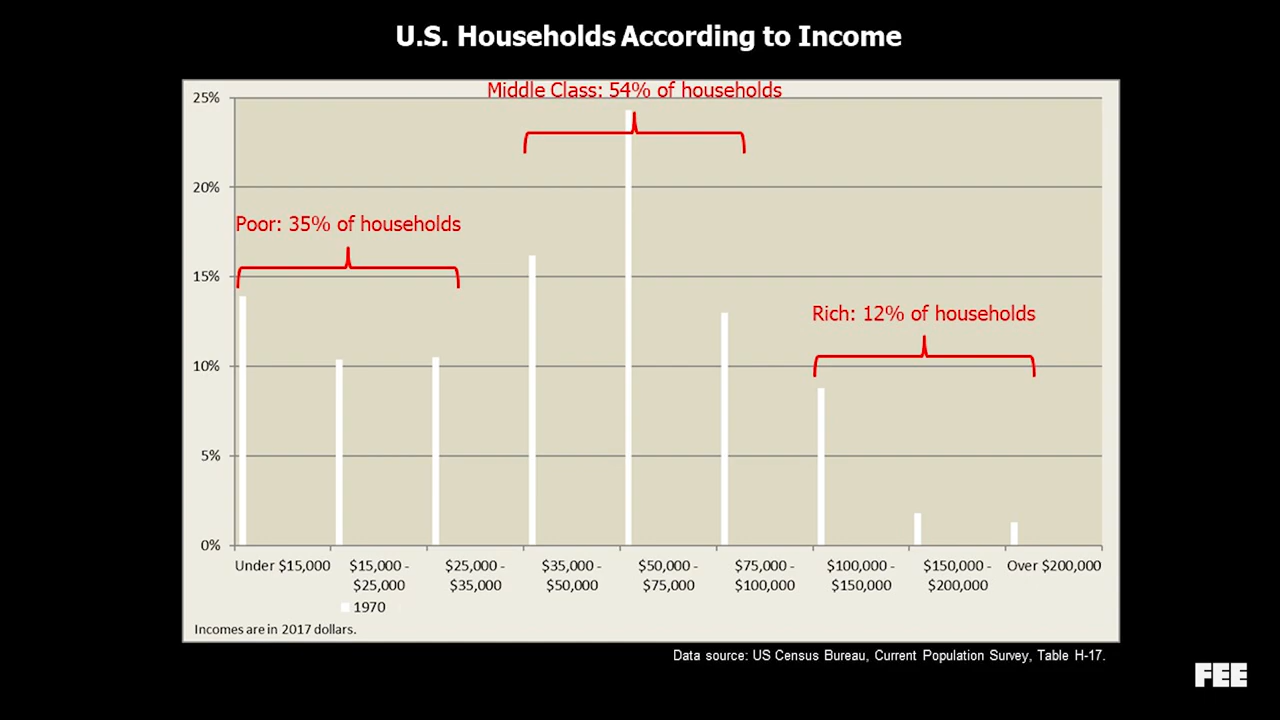 U.S. Households According to Income
Middle Class: 54% of households
25%
20%
Poor: 35% of households
15%
Rich: 12% of households
10%
5%
0%
Under $15,000
$15,000 -
$25,000
$25,000 -
$35,000
$35,000 -
$50,000
$50,000 -
$75,000
$75,000 -
$100,000
$100,000 -
$150,000
$150,000 -
$200,000
Over $200,000
1970
Incomes are in 2017 dollars.
Data source: US Census Bureau, Current Population Survey, Table H-17.
FEE